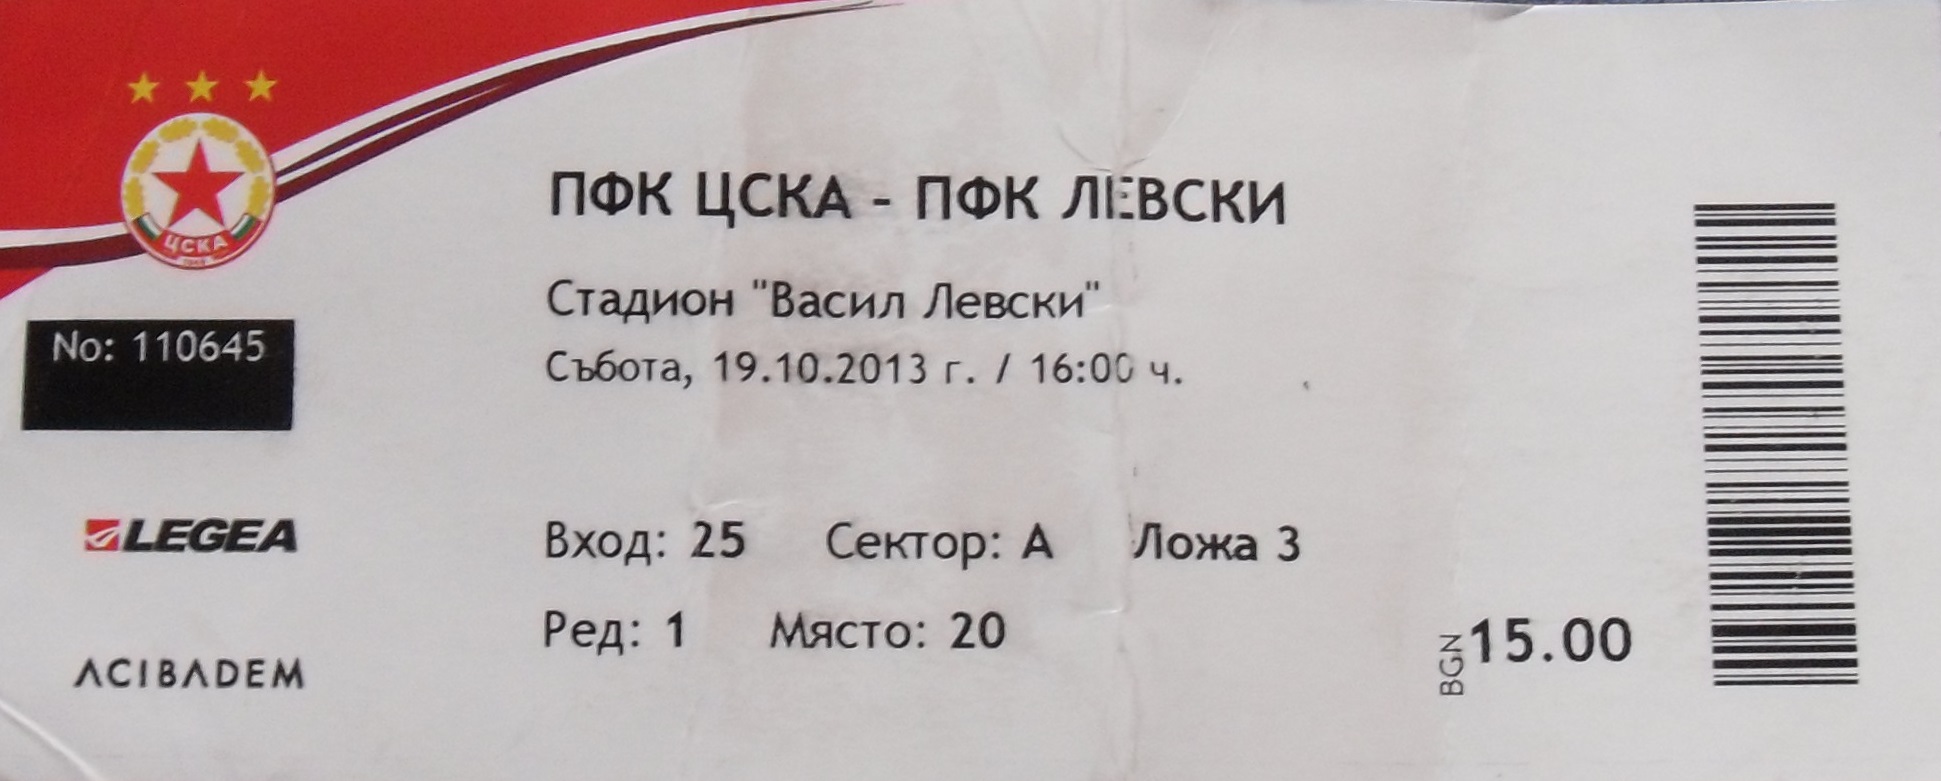 ЦСКА
No: 110645
LEGEA
ACIBADEM
ПФК ЦСКА - ПФК ЛЕВСКИ
Стадион "Васил Левски"
Събота, 19.10.2013 г. / 16:00 ч.
Вход: 25 Сектор: А Ложа 3
Ред: 1 Място: 20
BGN 15.00